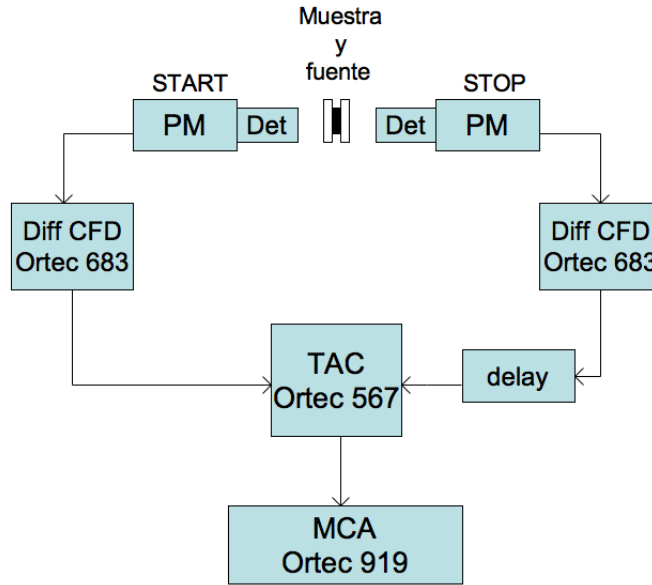 Muestra
y
fuente
START
STOP
PM
Det
Det
PM
Diff CFD
Ortec 683
Diff CFD
Ortec 683
TAC
Ortec 567
delay
MCA
Ortec 919